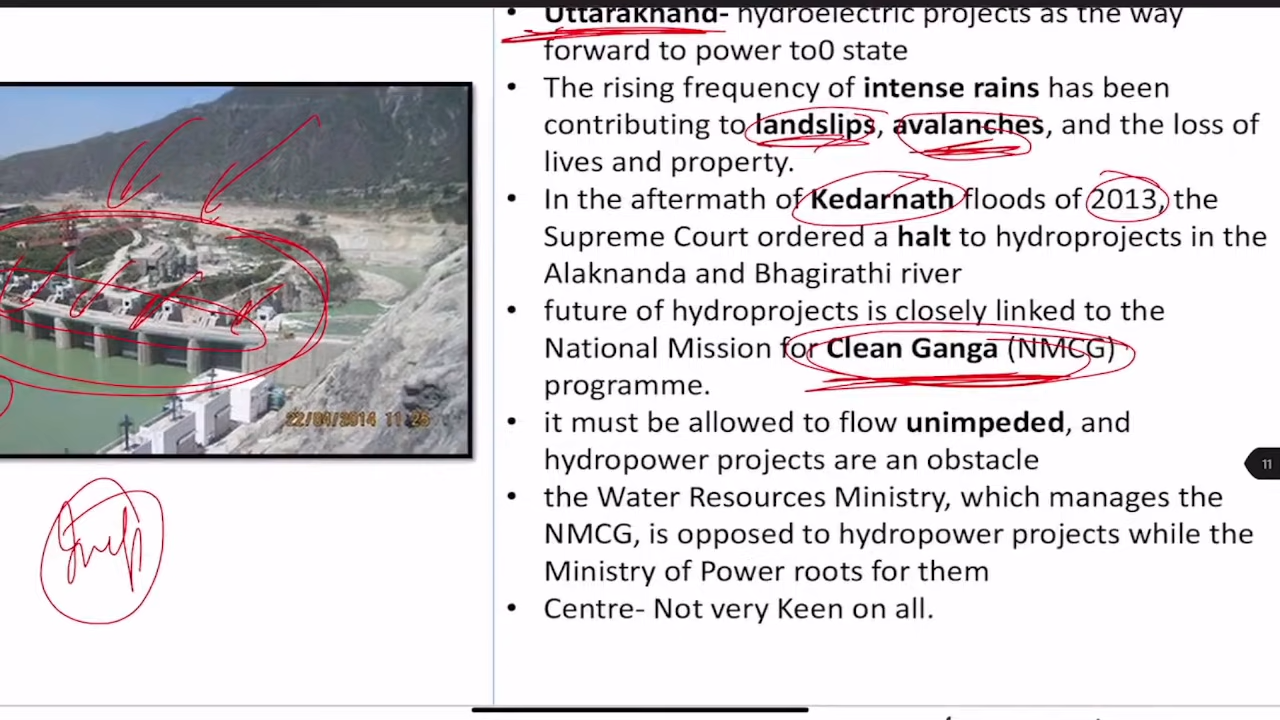 • Uttarakhand- hydroelectric projects as the way
forward to power to0 state
• The rising frequency of intense rains has been
contributing to landslips, avalanches, and the loss of
lives and property.
• In the aftermath of Kedarnath floods of 2013, the
Supreme Court ordered a halt to hydroprojects in the
Alaknanda and Bhagirathi river
• future of hydroprojects is closely linked to the
National Mission for Clean Ganga (NMCG)
programme.
• it must be allowed to flow unimpeded, and
hydropower projects are an obstacle
• the Water Resources Ministry, which manages the
NMCG, is opposed to hydropower projects while the
Ministry of Power roots for them
• Centre- Not very Keen on all.
22/04/2014 11:25
11